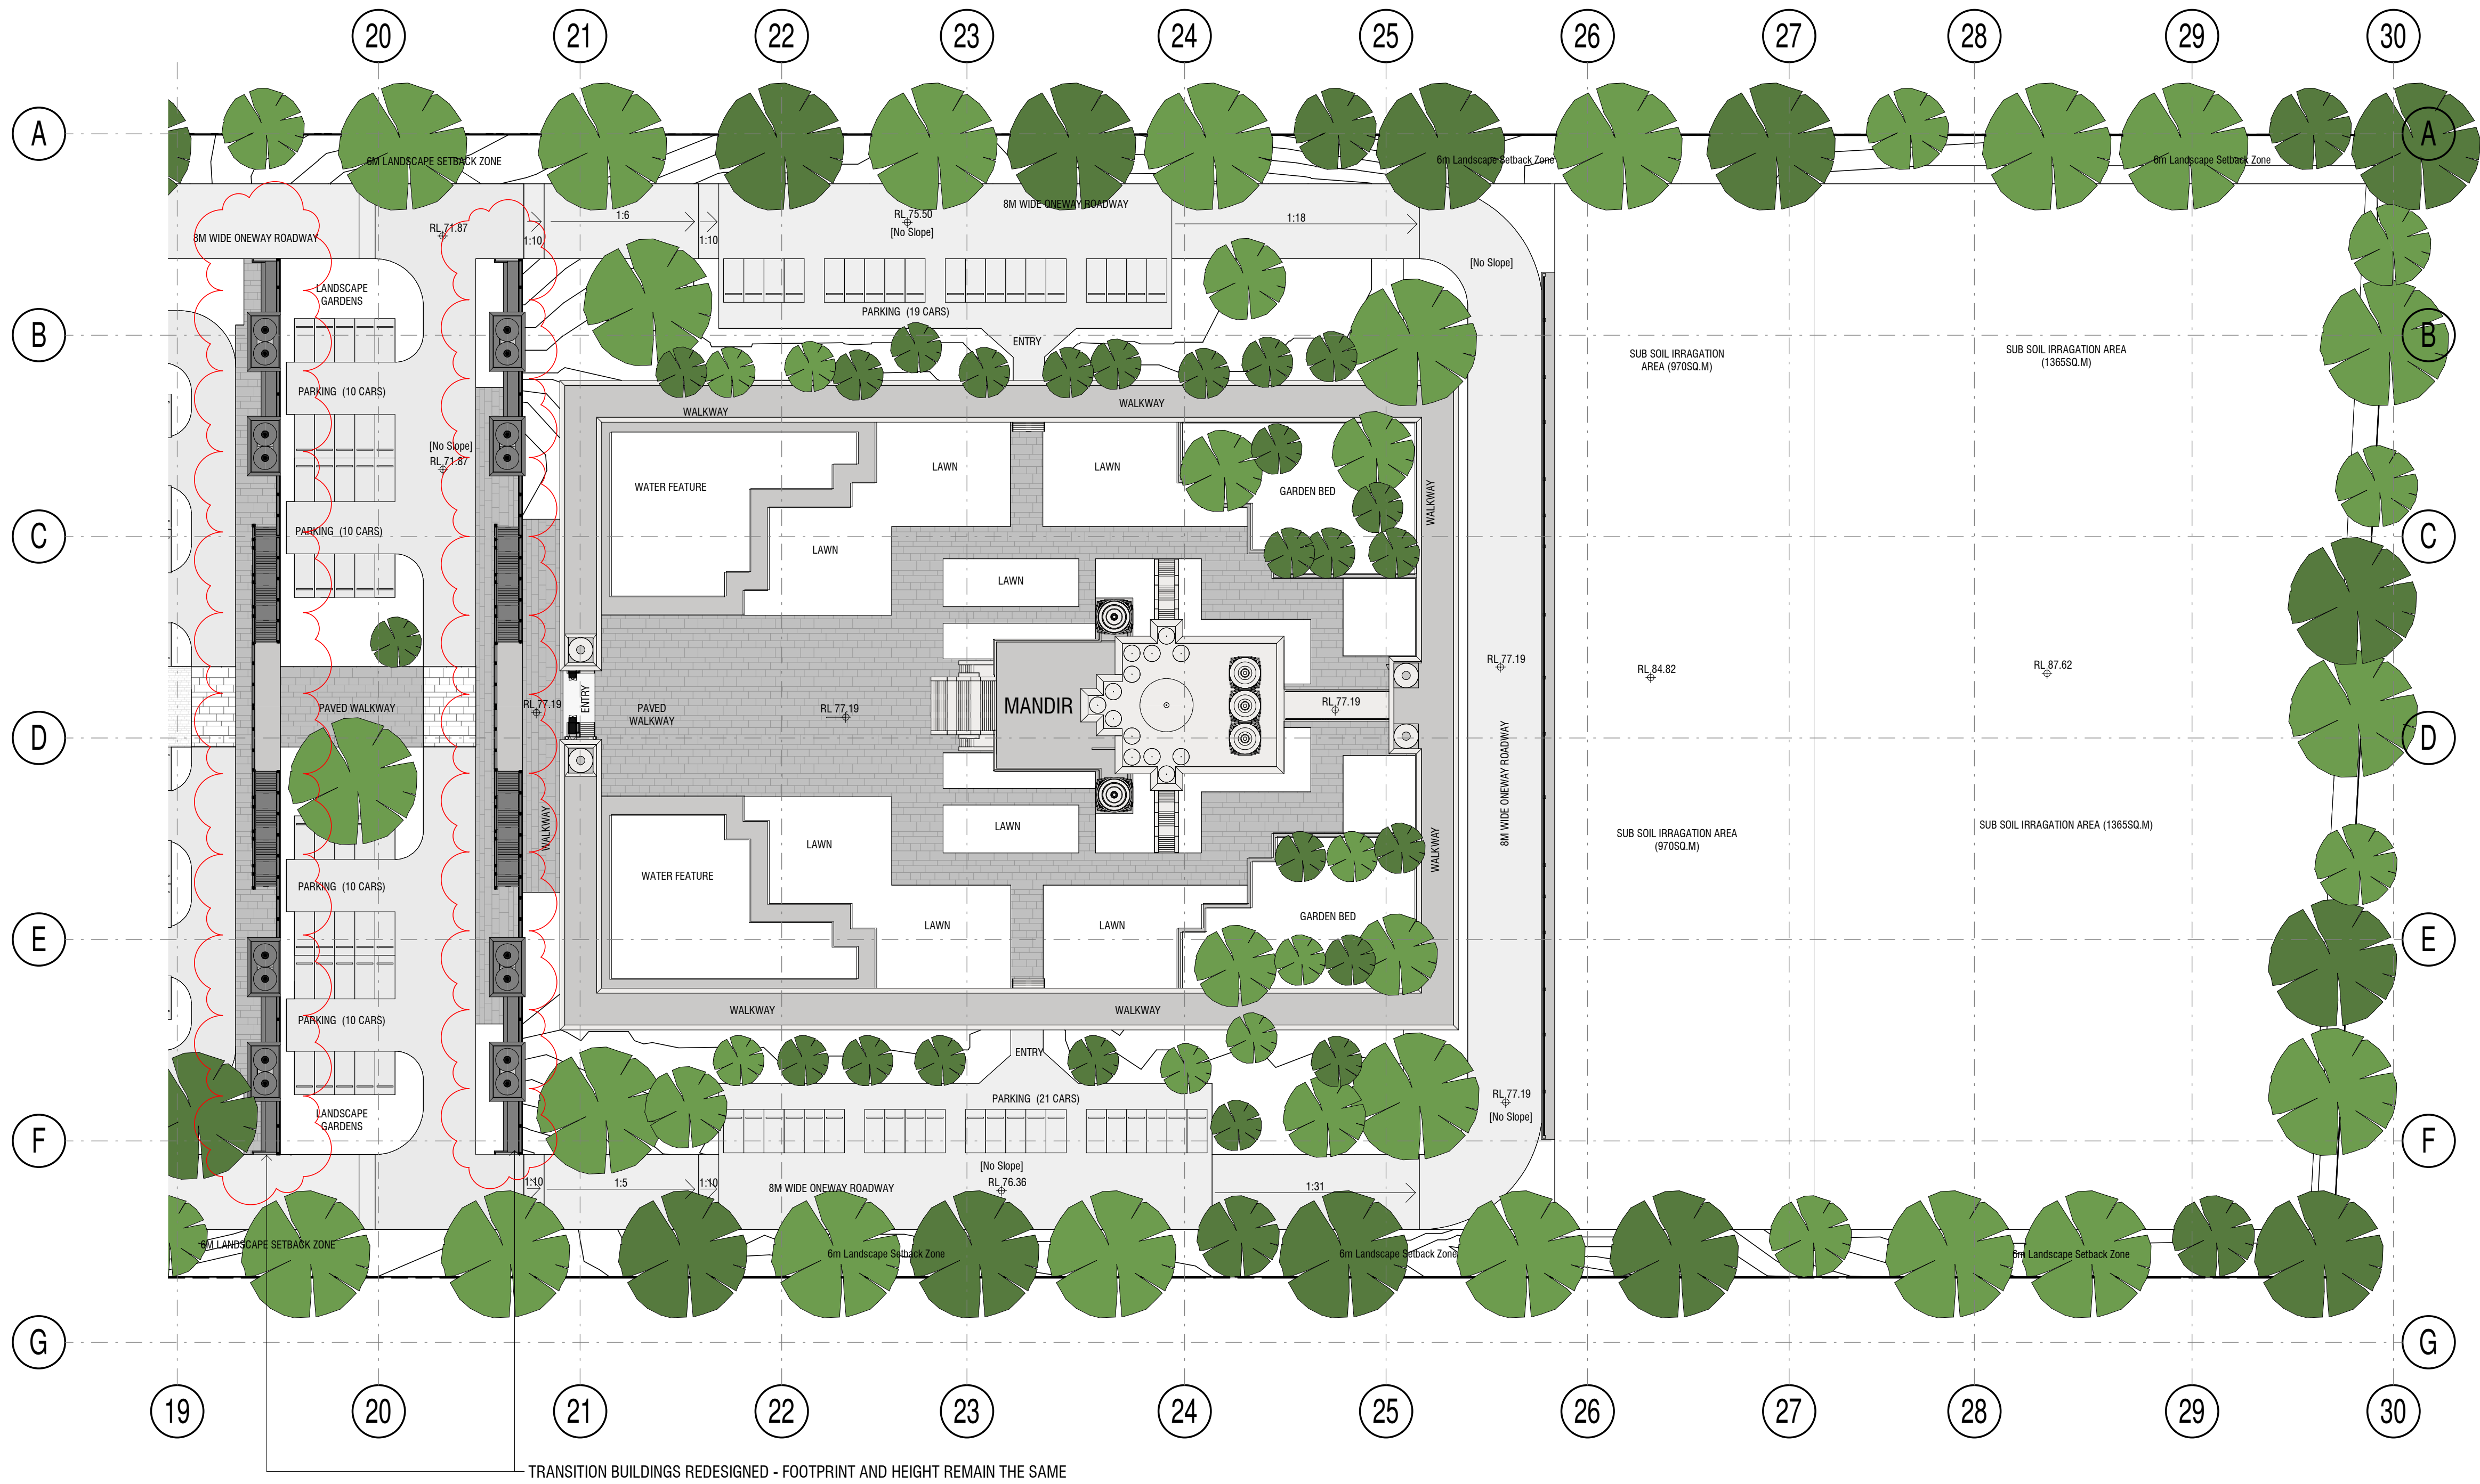 20 21 22 23 24 25 26 27 28 29 30
A A
6M LANDSCAPE SETBACK ZONE
6m Landscape Setback Zone
6m Landscape Setback Zone
8M WIDE ONEWAY ROADWAY
RL 71.87
1:10
1:6
1:10
RL 75.50
[No Slope]
8M WIDE ONEWAY ROADWAY
1:18
[No Slope]
LANDSCAPE
GARDENS
PARKING (19 CARS)
B B
ENTRY
SUB SOIL IRRAGATION
AREA (970SQ.M)
SUB SOIL IRRAGATION AREA
(1365SQ.M)
PARKING (10 CARS)
WALKWAY
WALKWAY
[No Slope]
RL 71.87
WATER FEATURE
LAWN
LAWN
GARDEN BED
WALKWAY
C C
PARKING (10 CARS)
LAWN
LAWN
RL 77.19
RL 84.82
RL 87.62
PAVED WALKWAY
RL 77.19
ENTRY
PAVED
WALKWAY
RL 77.19
MANDIR
RL 77.19
D D
8M WIDE ONEWAY ROADWAY
WALKWAY
LAWN
LAWN
WALKWAY
SUB SOIL IRRAGATION AREA
(970SQ.M)
SUB SOIL IRRAGATION AREA (1365SQ.M)
PARKING (10 CARS)
WATER FEATURE
LAWN
LAWN
GARDEN BED
E E
PARKING (10 CARS)
WALKWAY
WALKWAY
ENTRY
LANDSCAPE
GARDENS
PARKING (21 CARS)
RL 77.19
[No Slope]
F F
1:10
1:5
1:10
8M WIDE ONEWAY ROADWAY
[No Slope]
RL 76.36
1:31
6M LANDSCAPE SETBACK ZONE
6m Landscape Setback Zone
6m Landscape Setback Zone
6m Landscape Setback Zone
G G
19 20 21 22 23 24 25 26 27 28 29 30
TRANSITION BUILDINGS REDESIGNED - FOOTPRINT AND HEIGHT REMAIN THE SAME